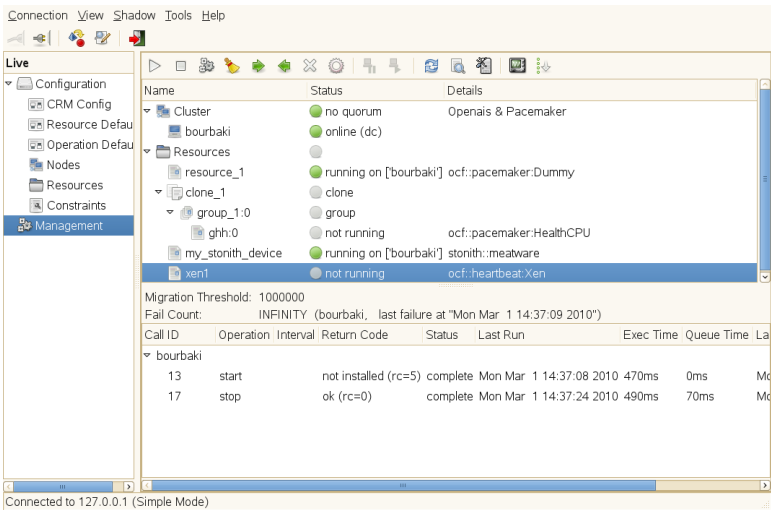 Connection View Shadow Tools Help
Live
Configuration
CRM Config
Resource Defau
Operation Defau
Nodes
Resources
Constraints
Management
Name Status Details
Cluster no quorum Openais & Pacemaker
bourbaki online (dc)
Resources
resource_1 running on ['bourbaki'] ocf::pacemaker:Dummy
clone_1 clone
group_1:0 group
ghh:0 not running ocf::pacemaker:HealthCPU
my_stonith_device running on ['bourbaki'] stonith::meatware
xen1 not running ocf::heartbeat:Xen
Migration Threshold: 1000000
Fail Count: INFINITY (bourbaki, last failure at "Mon Mar 1 14:37:09 2010")
Call ID Operation Interval Return Code Status Last Run Exec Time Queue Time La
bourbaki
13 start not installed (rc=5) complete Mon Mar 1 14:37:08 2010 470ms 0ms Mo
17 stop ok (rc=0) complete Mon Mar 1 14:37:24 2010 490ms 70ms Mo
Connected to 127.0.0.1 (Simple Mode)